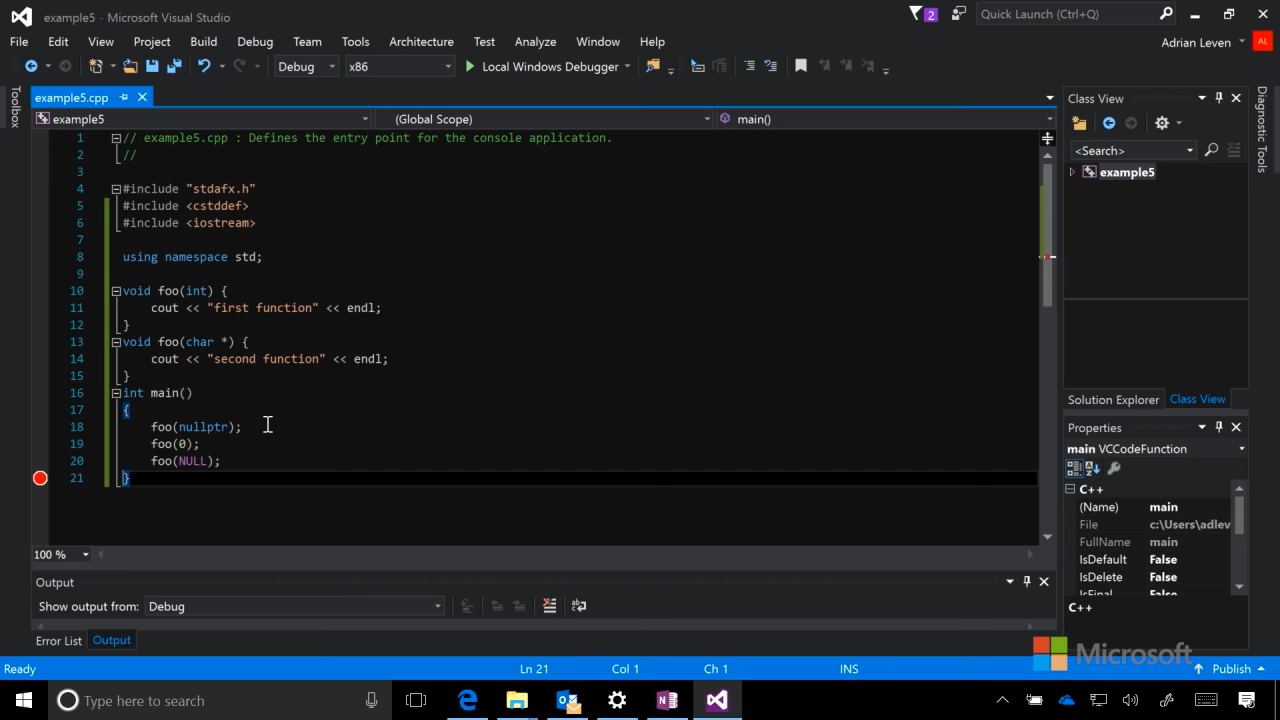 example5 - Microsoft Visual Studio
2
Quick Launch (Ctrl+Q)
File Edit View Project Build Debug Team Tools Architecture Test Analyze Window Help
Adrian Leven
AL
Debug x86 Local Windows Debugger
Toolbox
example5.cpp
example5 (Global Scope) main()
1 // example5.cpp : Defines the entry point for the console application.
2 //
3
4 #include "stdafx.h"
5 #include <cstddef>
6 #include <iostream>
7
8 using namespace std;
9
10 void foo(int) {
11 cout << "first function" << endl;
12 }
13 void foo(char *) {
14 cout << "second function" << endl;
15 }
16 int main()
17 {
18 foo(nullptr);
19 foo(0);
20 foo(NULL);
21 }
100 %
Output
Show output from: Debug
Error List Output
Class View
<Search>
example5
Diagnostic Tools
Solution Explorer Class View
Properties
main VCCodeFunction
C++
(Name) main
File c:\Users\adlev
FullName main
IsDefault False
IsDelete False
IsFinal False
C++
Microsoft
Ready Ln 21 Col 1 Ch 1 INS Publish
Type here to search